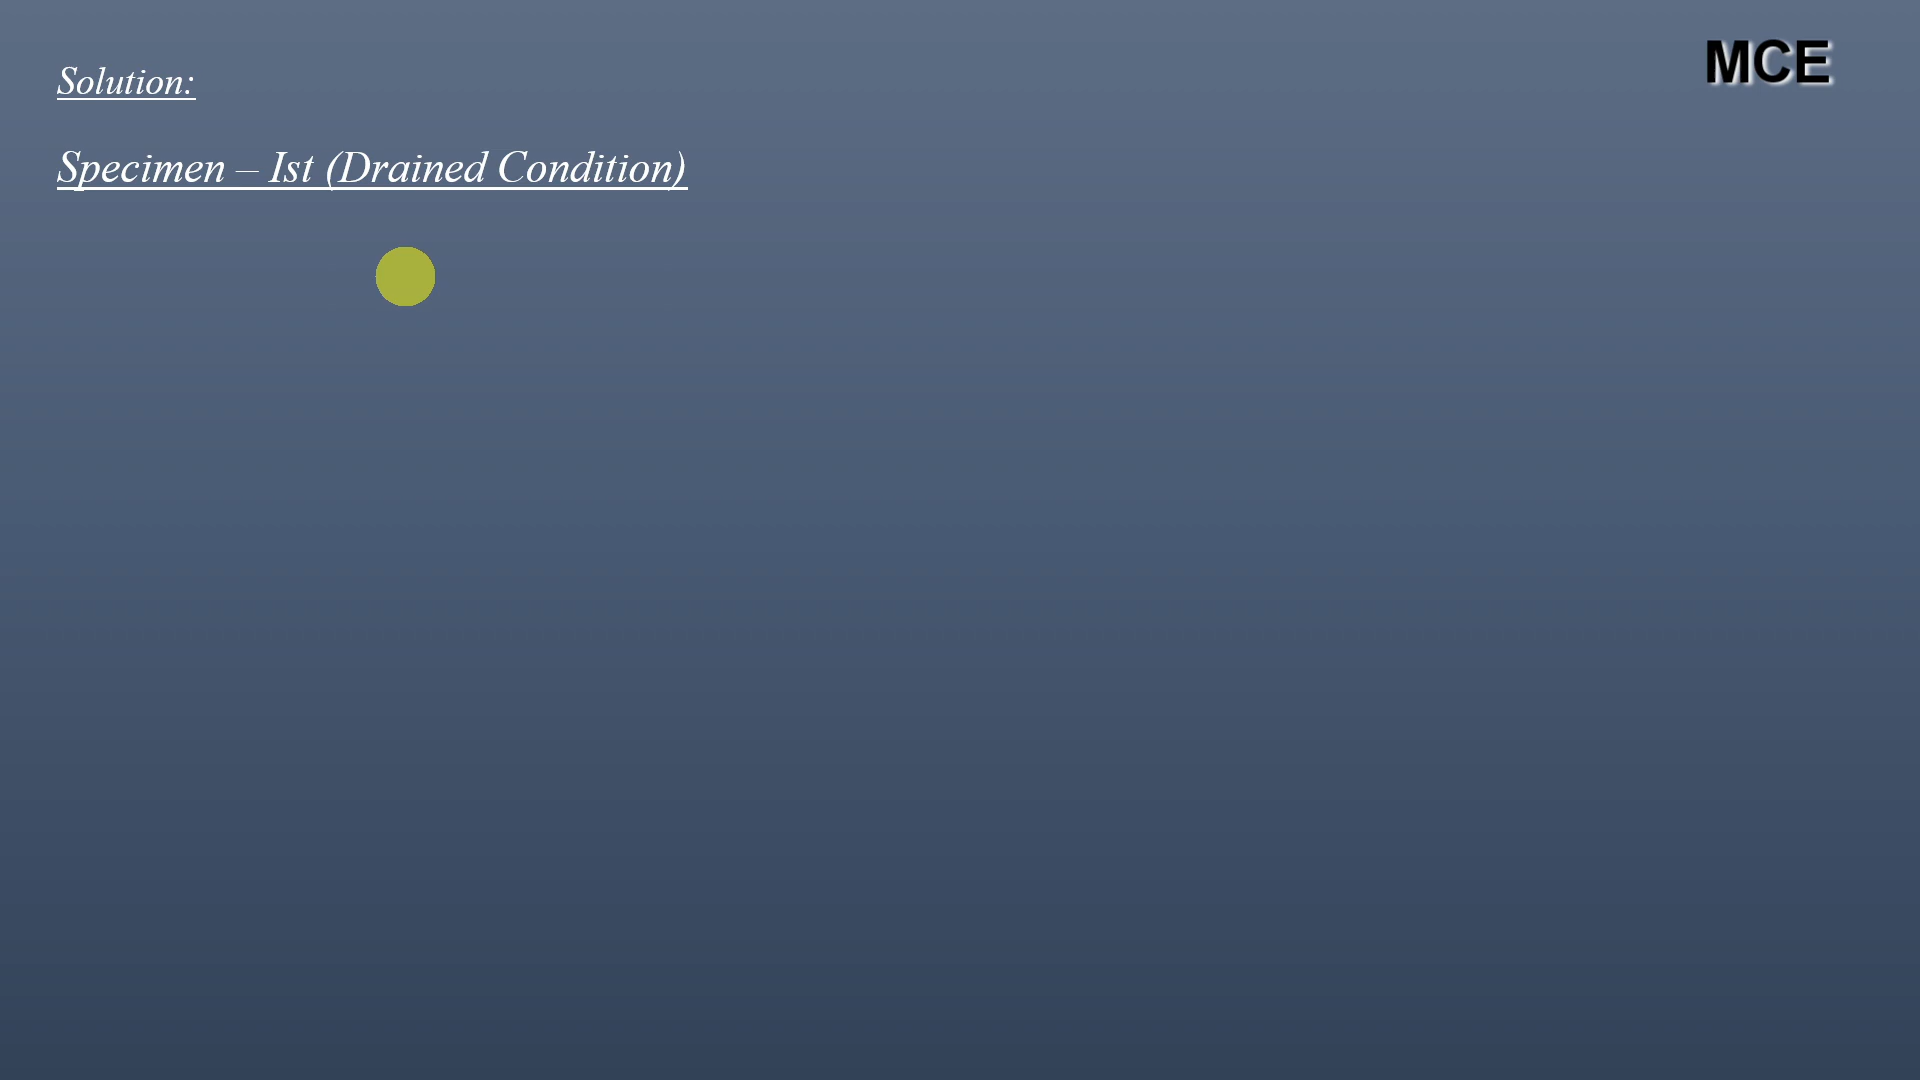 MCE
Solution:
Specimen – Ist (Drained Condition)